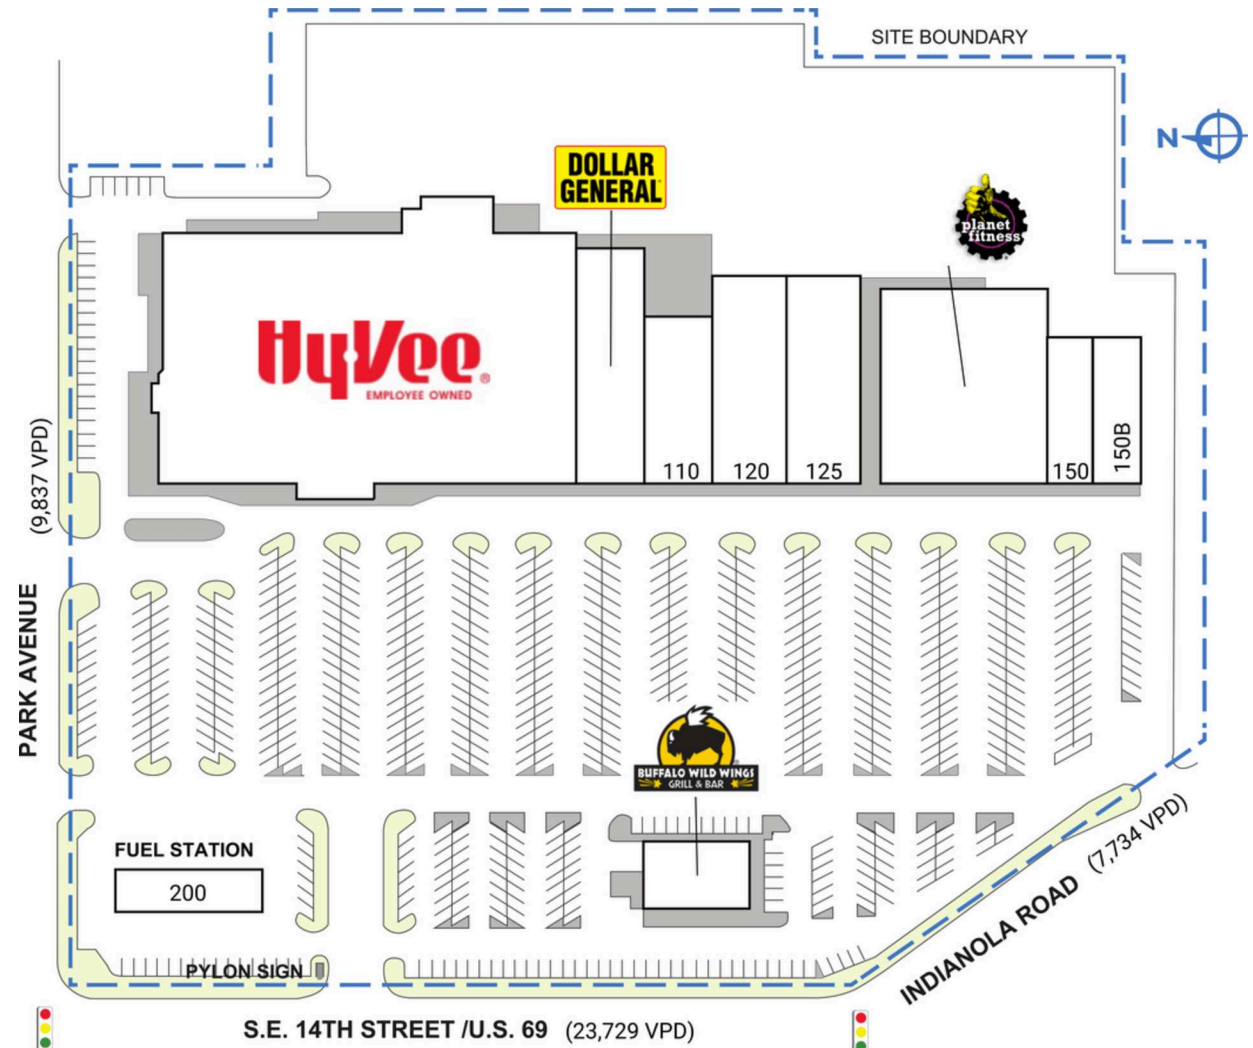 SITE BOUNDARY
N
DOLLAR
GENERAL
planet
fitness
HyVee®
EMPLOYEE OWNED
110
120
125
150
150B
(9,837 VPD)
PARK AVENUE
BUFFALO WILD WINGS
GRILL & BAR
FUEL STATION
200
PYLON SIGN
INDIANOLA ROAD (7,734 VPD)
S.E. 14TH STREET /U.S. 69 (23,729 VPD)